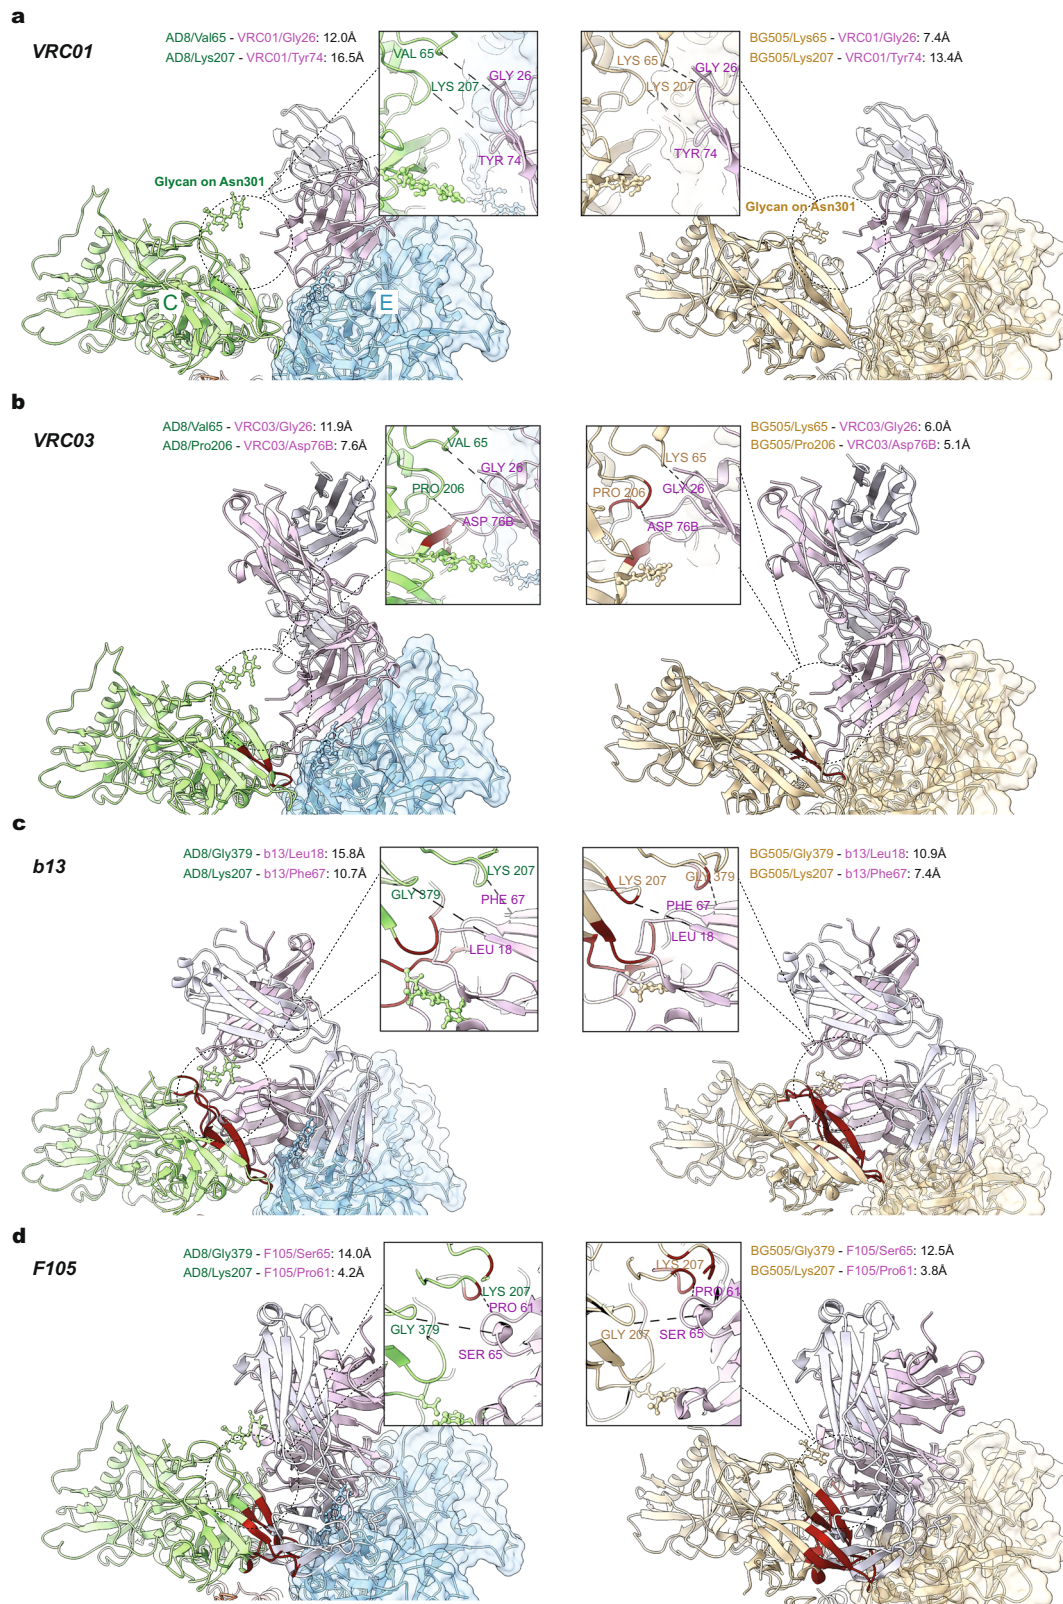 a
VRC01
AD8/Val65 - VRC01/Gly26: 12.0Å
AD8/Lys207 - VRC01/Tyr74: 16.5Å
VAL 65
GLY 26
LYS 207
TYR 74
Glycan on Asn301
C
E
BG505/Lys65 - VRC01/Gly26: 7.4Å
BG505/Lys207 - VRC01/Tyr74: 13.4Å
LYS 65
GLY 26
LYS 207
TYR 74
Glycan on Asn301
b
VRC03
AD8/Val65 - VRC03/Gly26: 11.9Å
AD8/Pro206 - VRC03/Asp76B: 7.6Å
VAL 65
GLY 26
PRO 206
ASP 76B
BG505/Lys65 - VRC03/Gly26: 6.0Å
BG505/Pro206 - VRC03/Asp76B: 5.1Å
LYS 65
PRO 206
GLY 26
ASP 76B
c
b13
AD8/Gly379 - b13/Leu18: 15.8Å
AD8/Lys207 - b13/Phe67: 10.7Å
LYS 207
GLY 379
PHE 67
LEU 18
BG505/Gly379 - b13/Leu18: 10.9Å
BG505/Lys207 - b13/Phe67: 7.4Å
LYS 207
GLY 379
PHE 67
LEU 18
d
F105
AD8/Gly379 - F105/Ser65: 14.0Å
AD8/Lys207 - F105/Pro61: 4.2Å
LYS 207
PRO 61
GLY 379
SER 65
BG505/Gly379 - F105/Ser65: 12.5Å
BG505/Lys207 - F105/Pro61: 3.8Å
LYS 207
PRO 61
GLY 207
SER 65